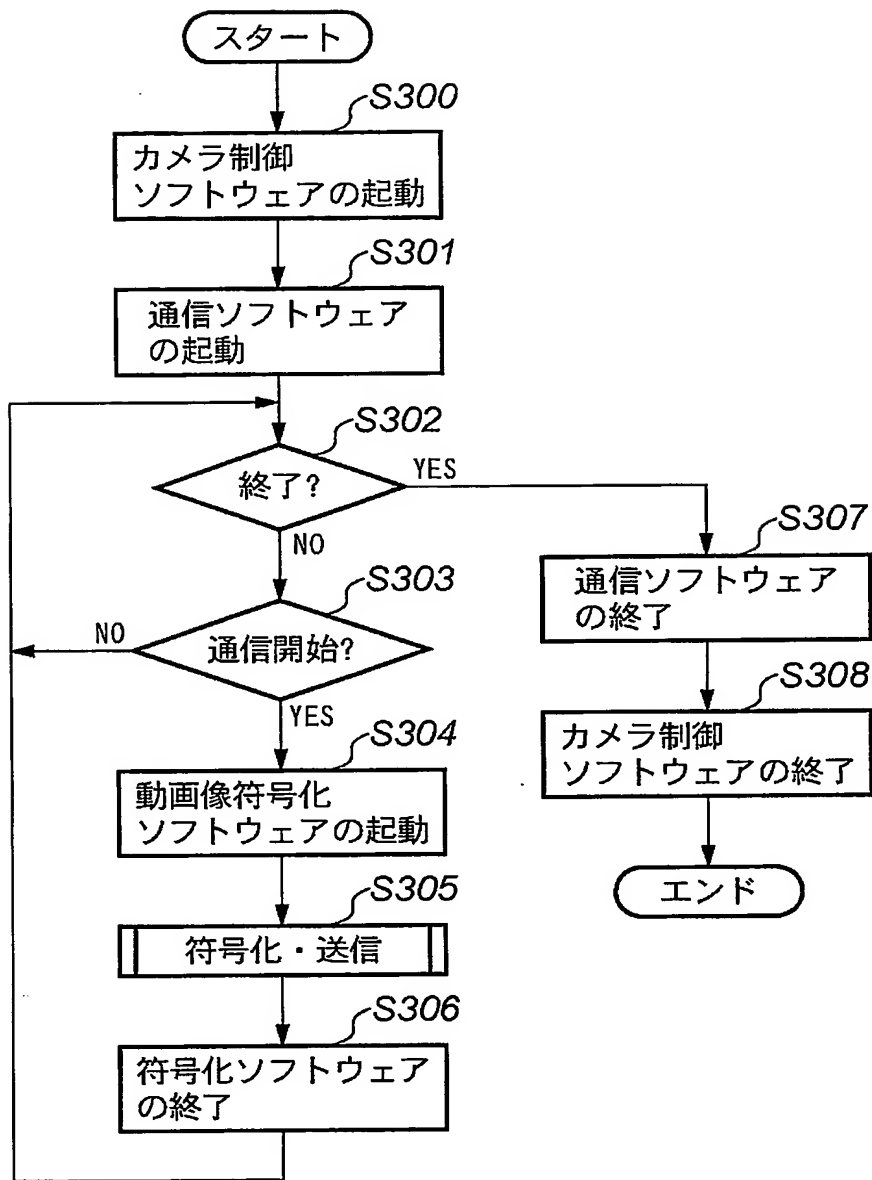 スタート
S300
カメラ制御
ソフトウェアの起動
S301
通信ソフトウェア
の起動
S302
終了?
YES
NO
S303
通信開始?
NO
YES
S304
動画像符号化
ソフトウェアの起動
S305
符号化・送信
S306
符号化ソフトウェア
の終了
S307
通信ソフトウェア
の終了
S308
カメラ制御
ソフトウェアの終了
エンド